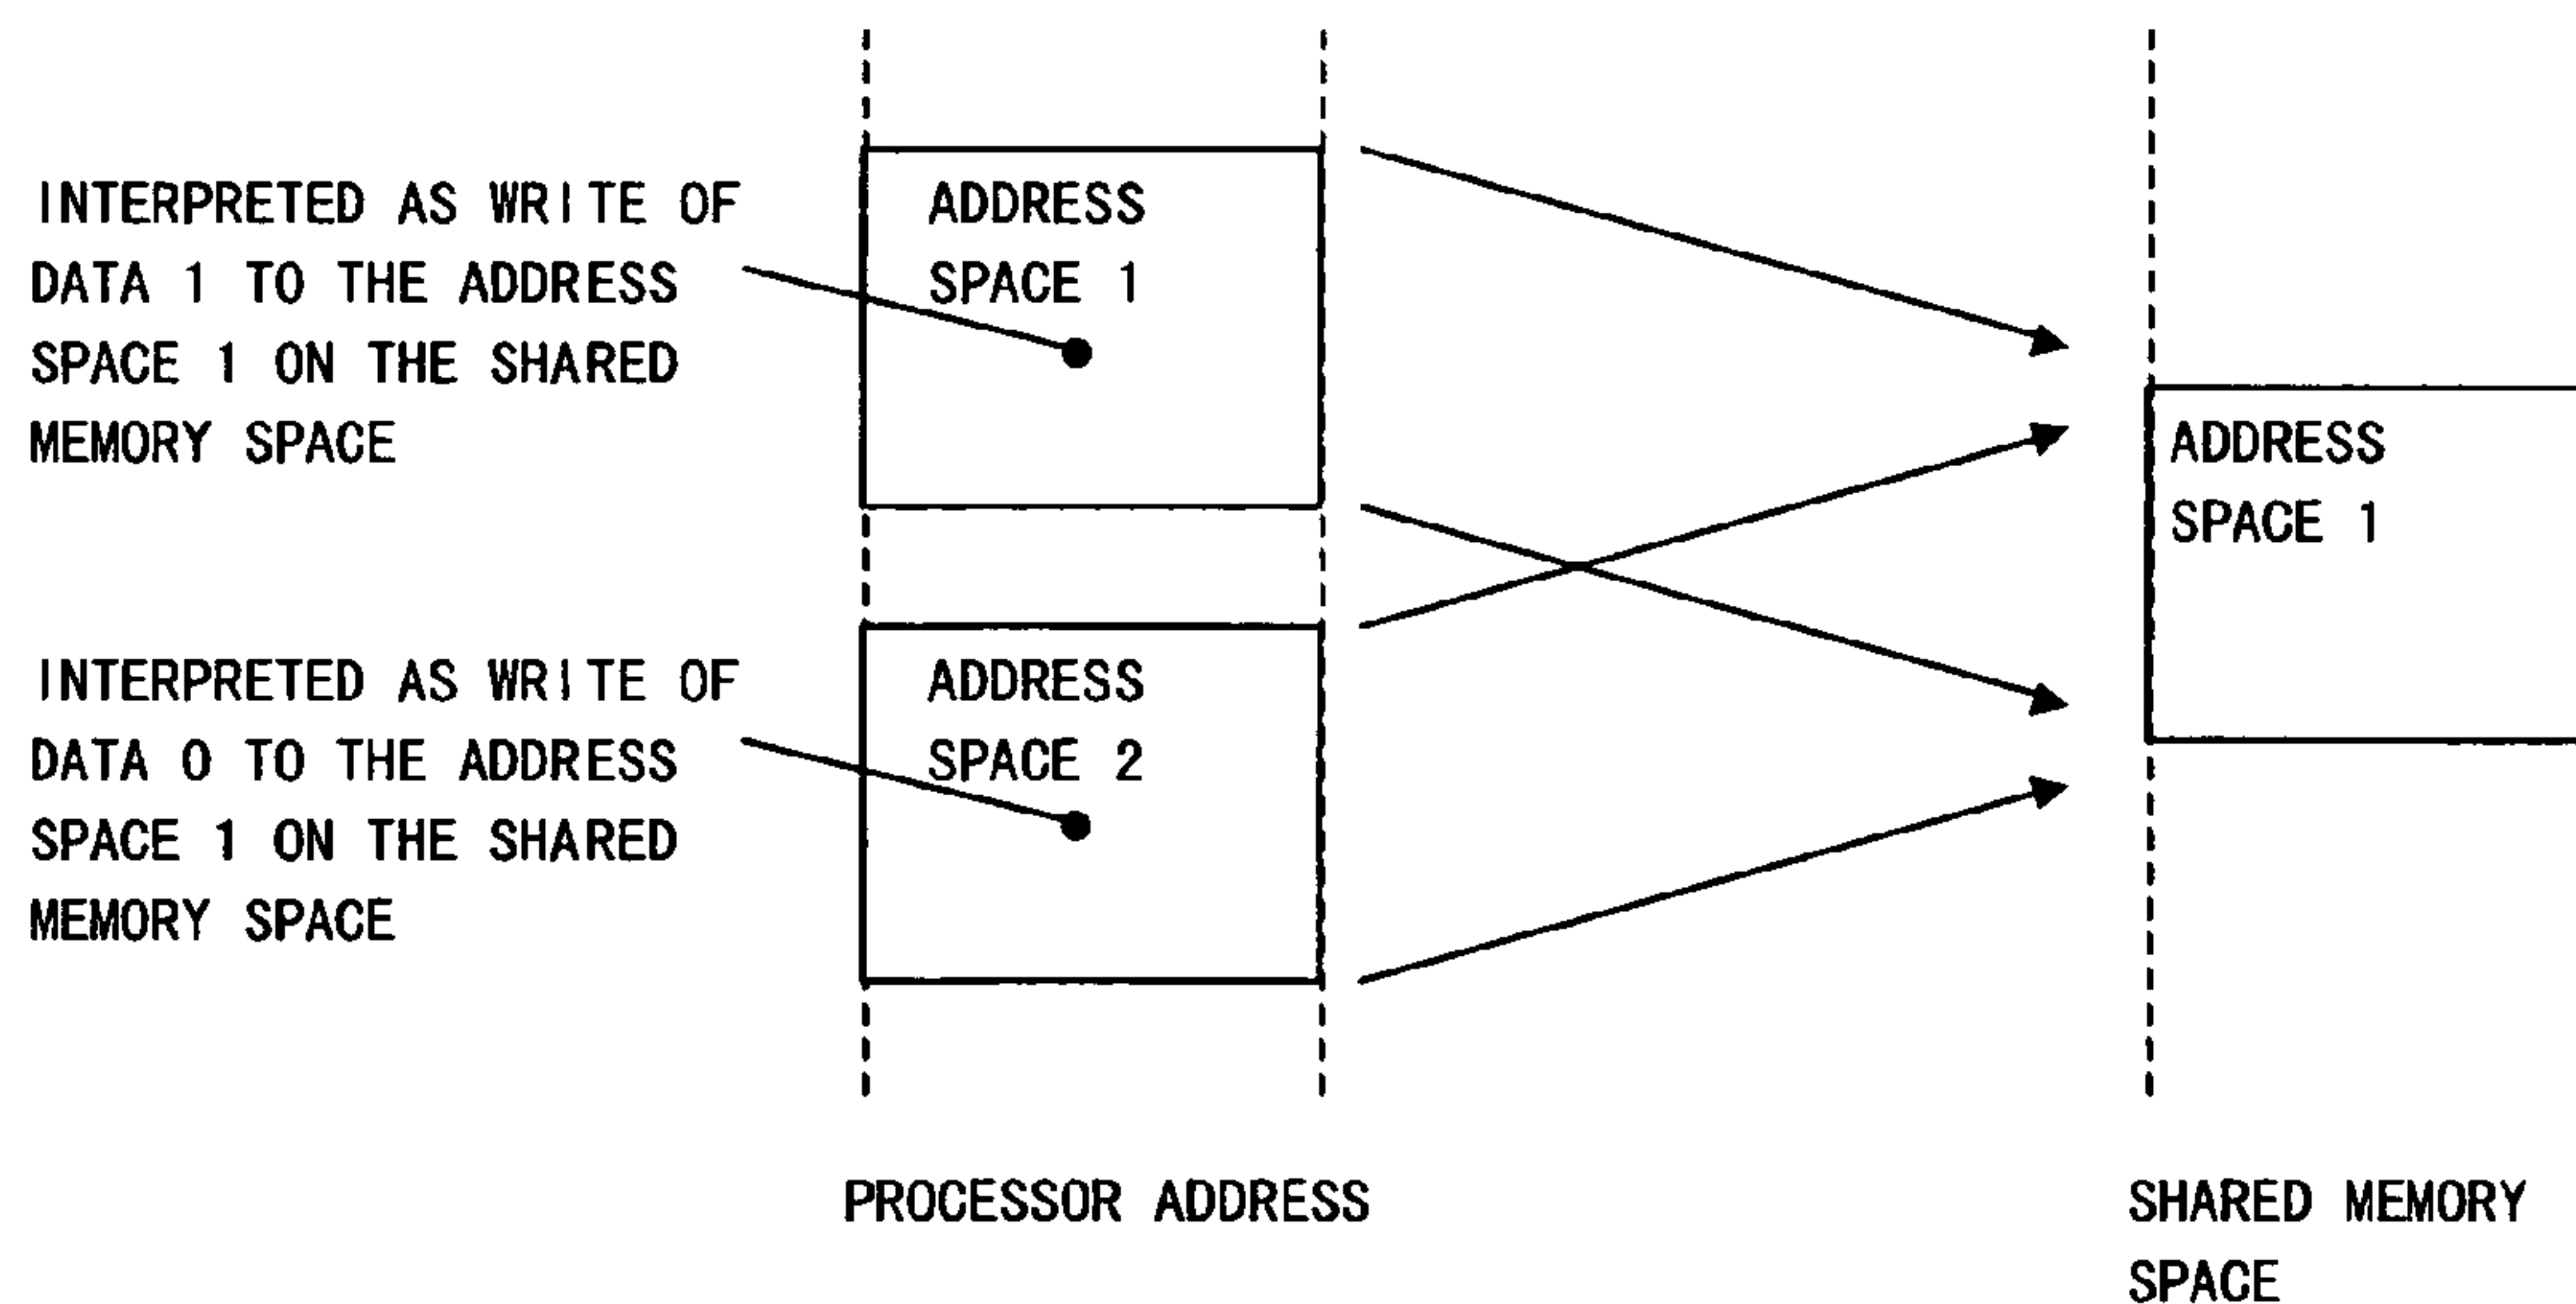 INTERPRETED AS WRITE OF
DATA 1 TO THE ADDRESS
SPACE 1 ON THE SHARED
MEMORY SPACE
ADDRESS
SPACE 1
INTERPRETED AS WRITE OF
DATA 0 TO THE ADDRESS
SPACE 1 ON THE SHARED
MEMORY SPACE
ADDRESS
SPACE 2
ADDRESS
SPACE 1
PROCESSOR ADDRESS
SHARED MEMORY
SPACE